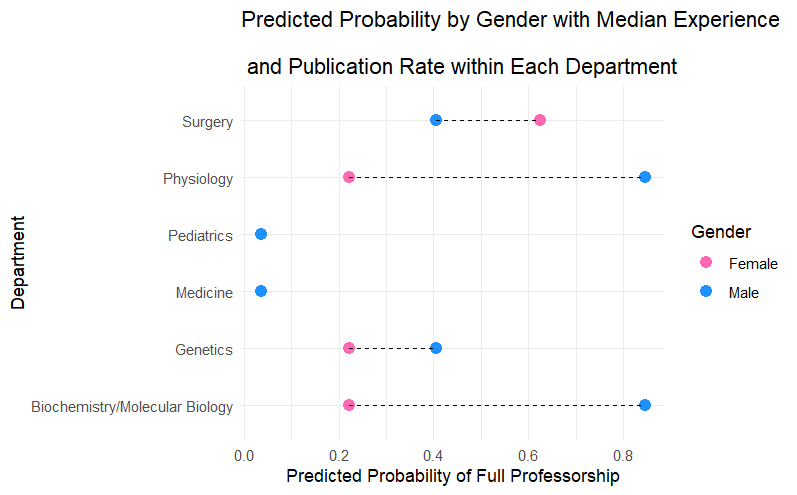 Predicted Probability by Gender with Median Experience
and Publication Rate within Each Department
Department
Surgery
Physiology
Pediatrics
Medicine
Genetics
Biochemistry/Molecular Biology
0.0 0.2 0.4 0.6 0.8
Predicted Probability of Full Professorship
Gender
Female
Male